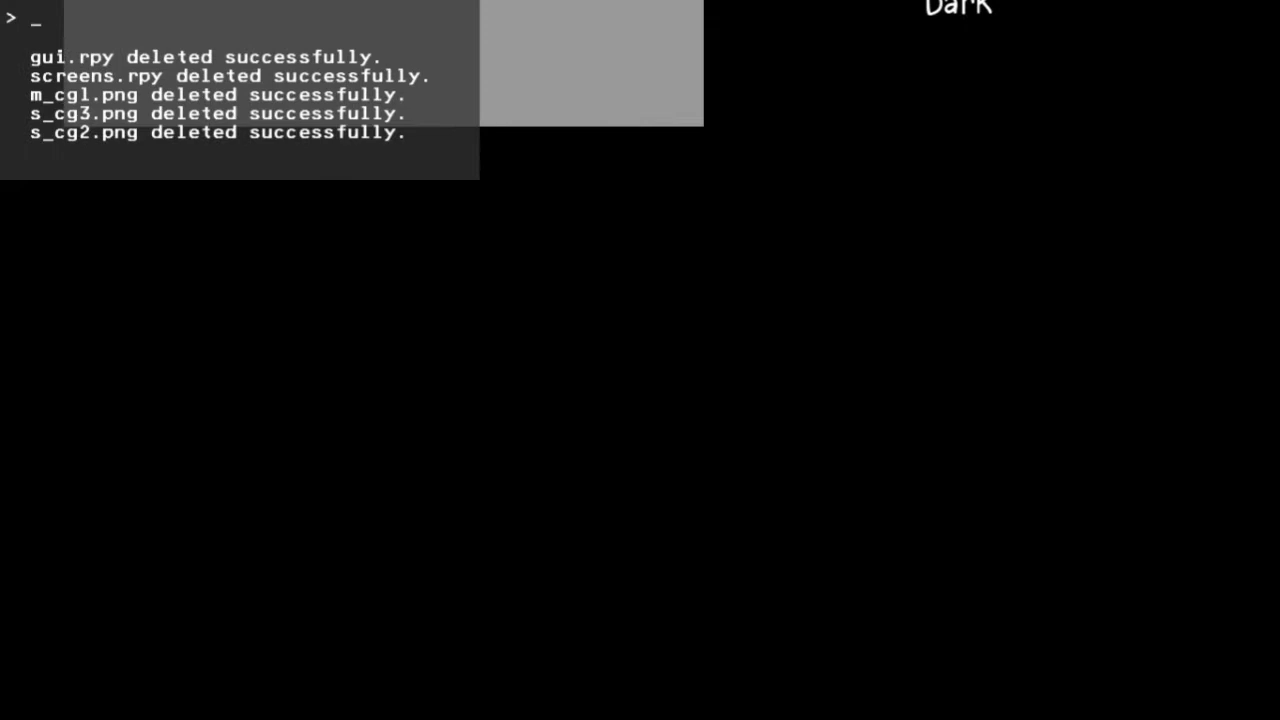 > _
gui.rpy deleted successfully.
screens.rpy deleted successfully.
m_cg1.png deleted successfully.
s_cg3.png deleted successfully.
s_cg2.png deleted successfully.
Dark